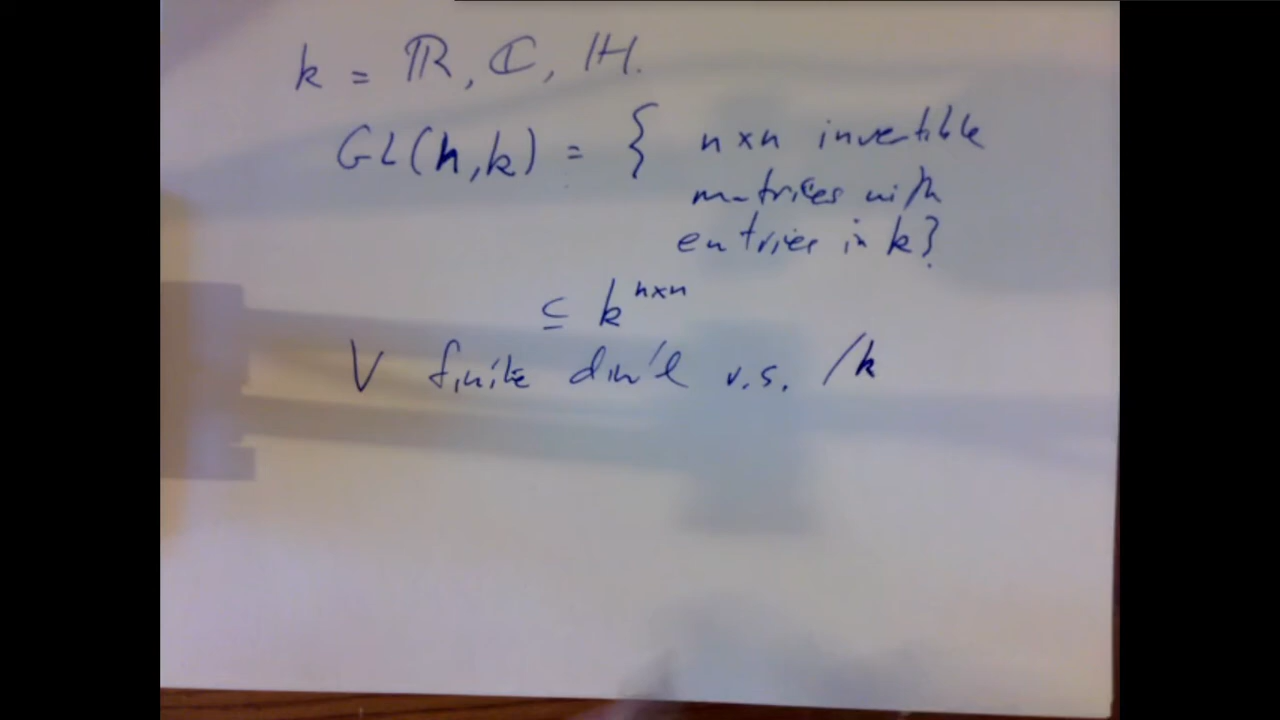 k = ℝ, ℂ, ℍ.
GL(n,k) = { n×n invertible
matrices with
entries in k}
⊆ k^{n×n}
V finite dim'l v.s. /k